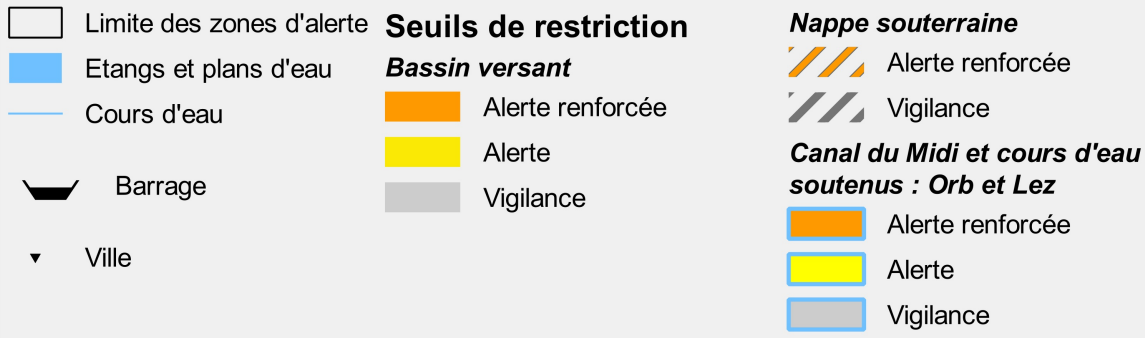 Limite des zones d'alerte
Etangs et plans d'eau
Cours d'eau
Barrage
Ville
Seuils de restriction
Bassin versant
Alerte renforcée
Alerte
Vigilance
Nappe souterraine
Alerte renforcée
Vigilance
Canal du Midi et cours d'eau
soutenus : Orb et Lez
Alerte renforcée
Alerte
Vigilance